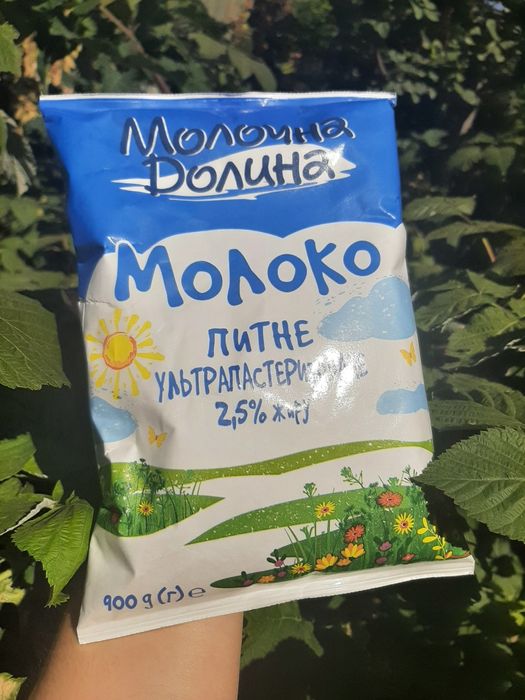 Молочна
Долина
Молоко
питне
2,5% жиру
900 g (г) ℮